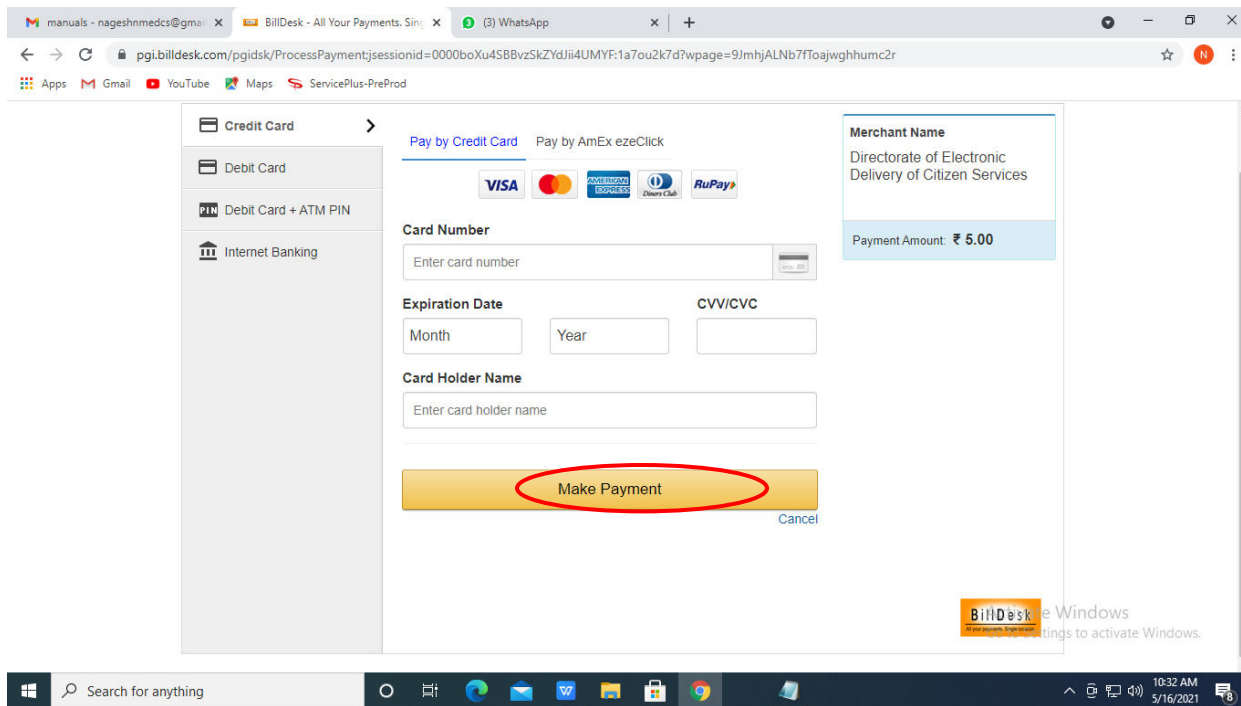 manuals - nageshnmedcs@gmai
BillDesk - All Your Payments. Sing
(3) WhatsApp
pgi.billdesk.com/pgidsk/ProcessPayment;jsessionid=0000boXu4SBBvzSkZYdJii4UMYF:1a7ou2k7d?wpage=9JmhjALNb7fToajwghhumc2r
N
Apps Gmail YouTube Maps ServicePlus-PreProd
Credit Card
Debit Card
PIN Debit Card + ATM PIN
Internet Banking
Pay by Credit Card Pay by AmEx ezeClick
VISA AMERICAN EXPRESS Diners Club RuPay
Card Number
Enter card number
Expiration Date CVV/CVC
Month Year
Card Holder Name
Enter card holder name
Make Payment
Cancel
Merchant Name
Directorate of Electronic
Delivery of Citizen Services
Payment Amount: ₹ 5.00
BillDesk
e Windows
tings to activate Windows.
Search for anything
10:32 AM
5/16/2021
8